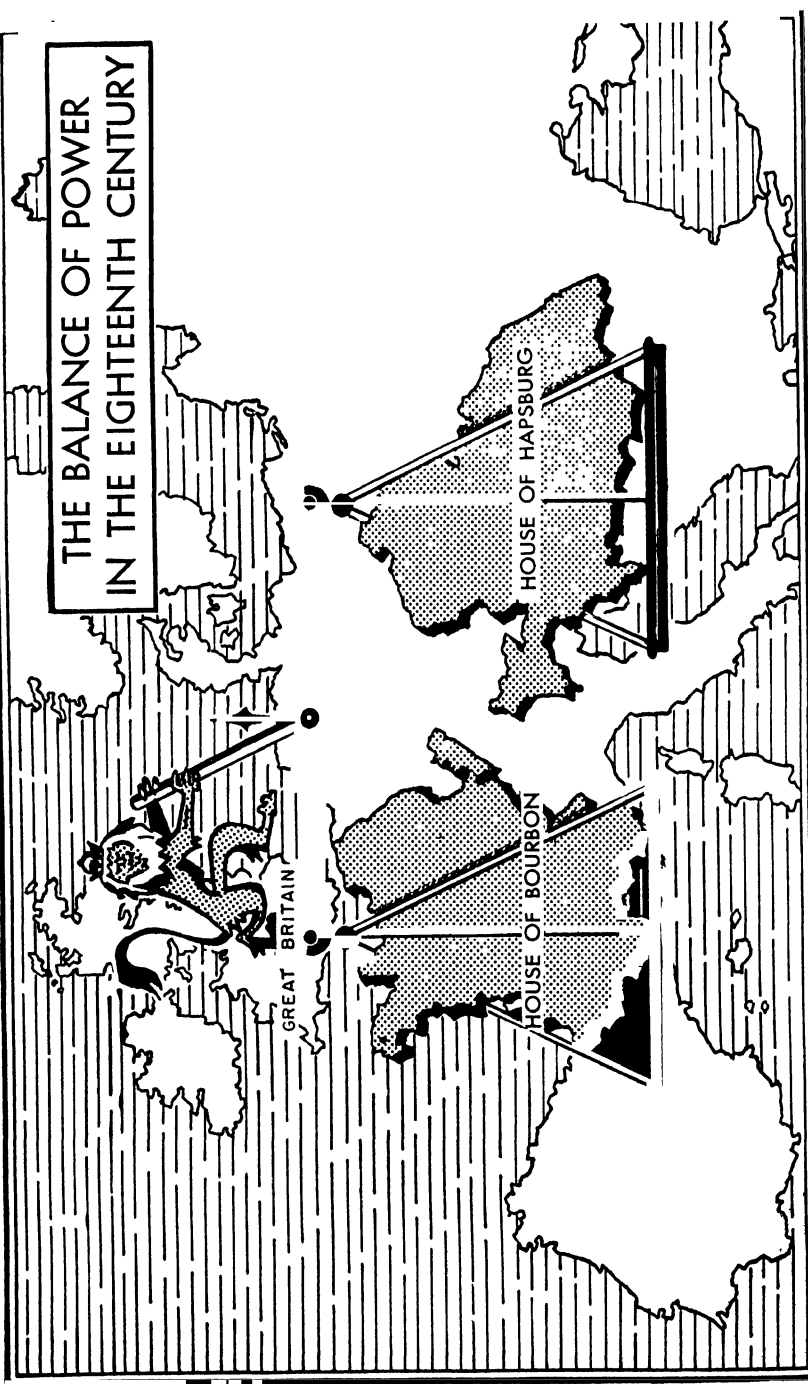 THE BALANCE OF POWER
IN THE EIGHTEENTH CENTURY
GREAT BRITAIN
HOUSE OF BOURBON
HOUSE OF HAPSBURG